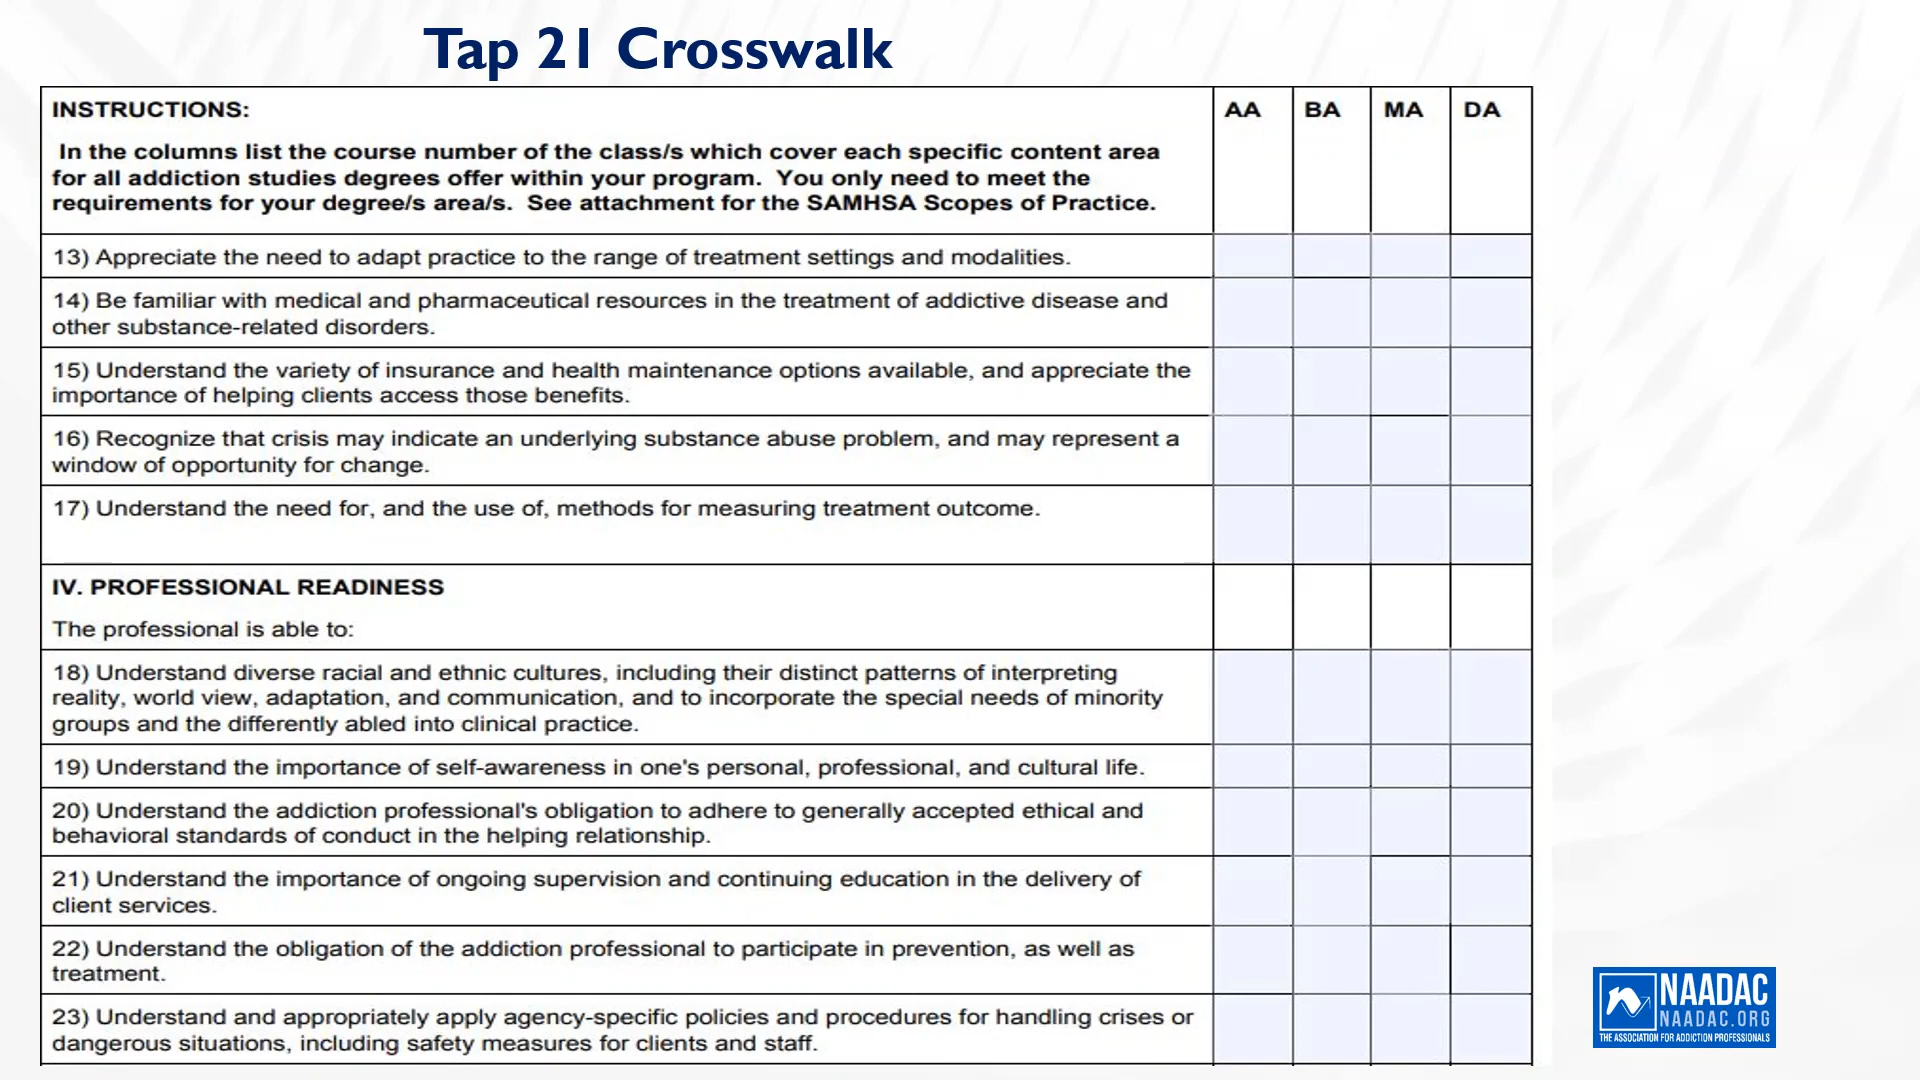 Tap 21 Crosswalk
INSTRUCTIONS:
AA BA MA DA
In the columns list the course number of the class/s which cover each specific content area
for all addiction studies degrees offer within your program. You only need to meet the
requirements for your degree/s area/s. See attachment for the SAMHSA Scopes of Practice.
13) Appreciate the need to adapt practice to the range of treatment settings and modalities.
14) Be familiar with medical and pharmaceutical resources in the treatment of addictive disease and
other substance-related disorders.
15) Understand the variety of insurance and health maintenance options available, and appreciate the
importance of helping clients access those benefits.
16) Recognize that crisis may indicate an underlying substance abuse problem, and may represent a
window of opportunity for change.
17) Understand the need for, and the use of, methods for measuring treatment outcome.
IV. PROFESSIONAL READINESS
The professional is able to:
18) Understand diverse racial and ethnic cultures, including their distinct patterns of interpreting
reality, world view, adaptation, and communication, and to incorporate the special needs of minority
groups and the differently abled into clinical practice.
19) Understand the importance of self-awareness in one's personal, professional, and cultural life.
20) Understand the addiction professional's obligation to adhere to generally accepted ethical and
behavioral standards of conduct in the helping relationship.
21) Understand the importance of ongoing supervision and continuing education in the delivery of
client services.
22) Understand the obligation of the addiction professional to participate in prevention, as well as
treatment.
23) Understand and appropriately apply agency-specific policies and procedures for handling crises or
dangerous situations, including safety measures for clients and staff.
NAADAC
NAADAC.ORG
THE ASSOCIATION FOR ADDICTION PROFESSIONALS